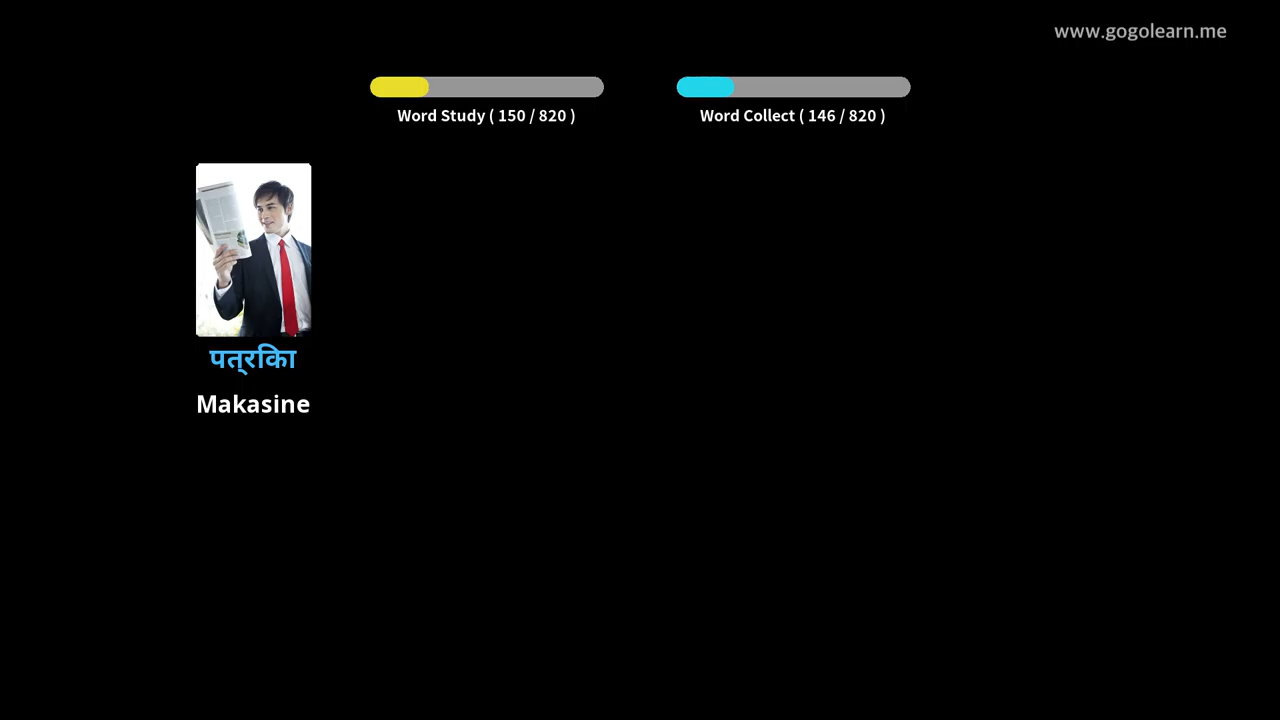 www.gogolearn.me
Word Study ( 150 / 820 )
Word Collect ( 146 / 820 )
पत्रिका
Makasine